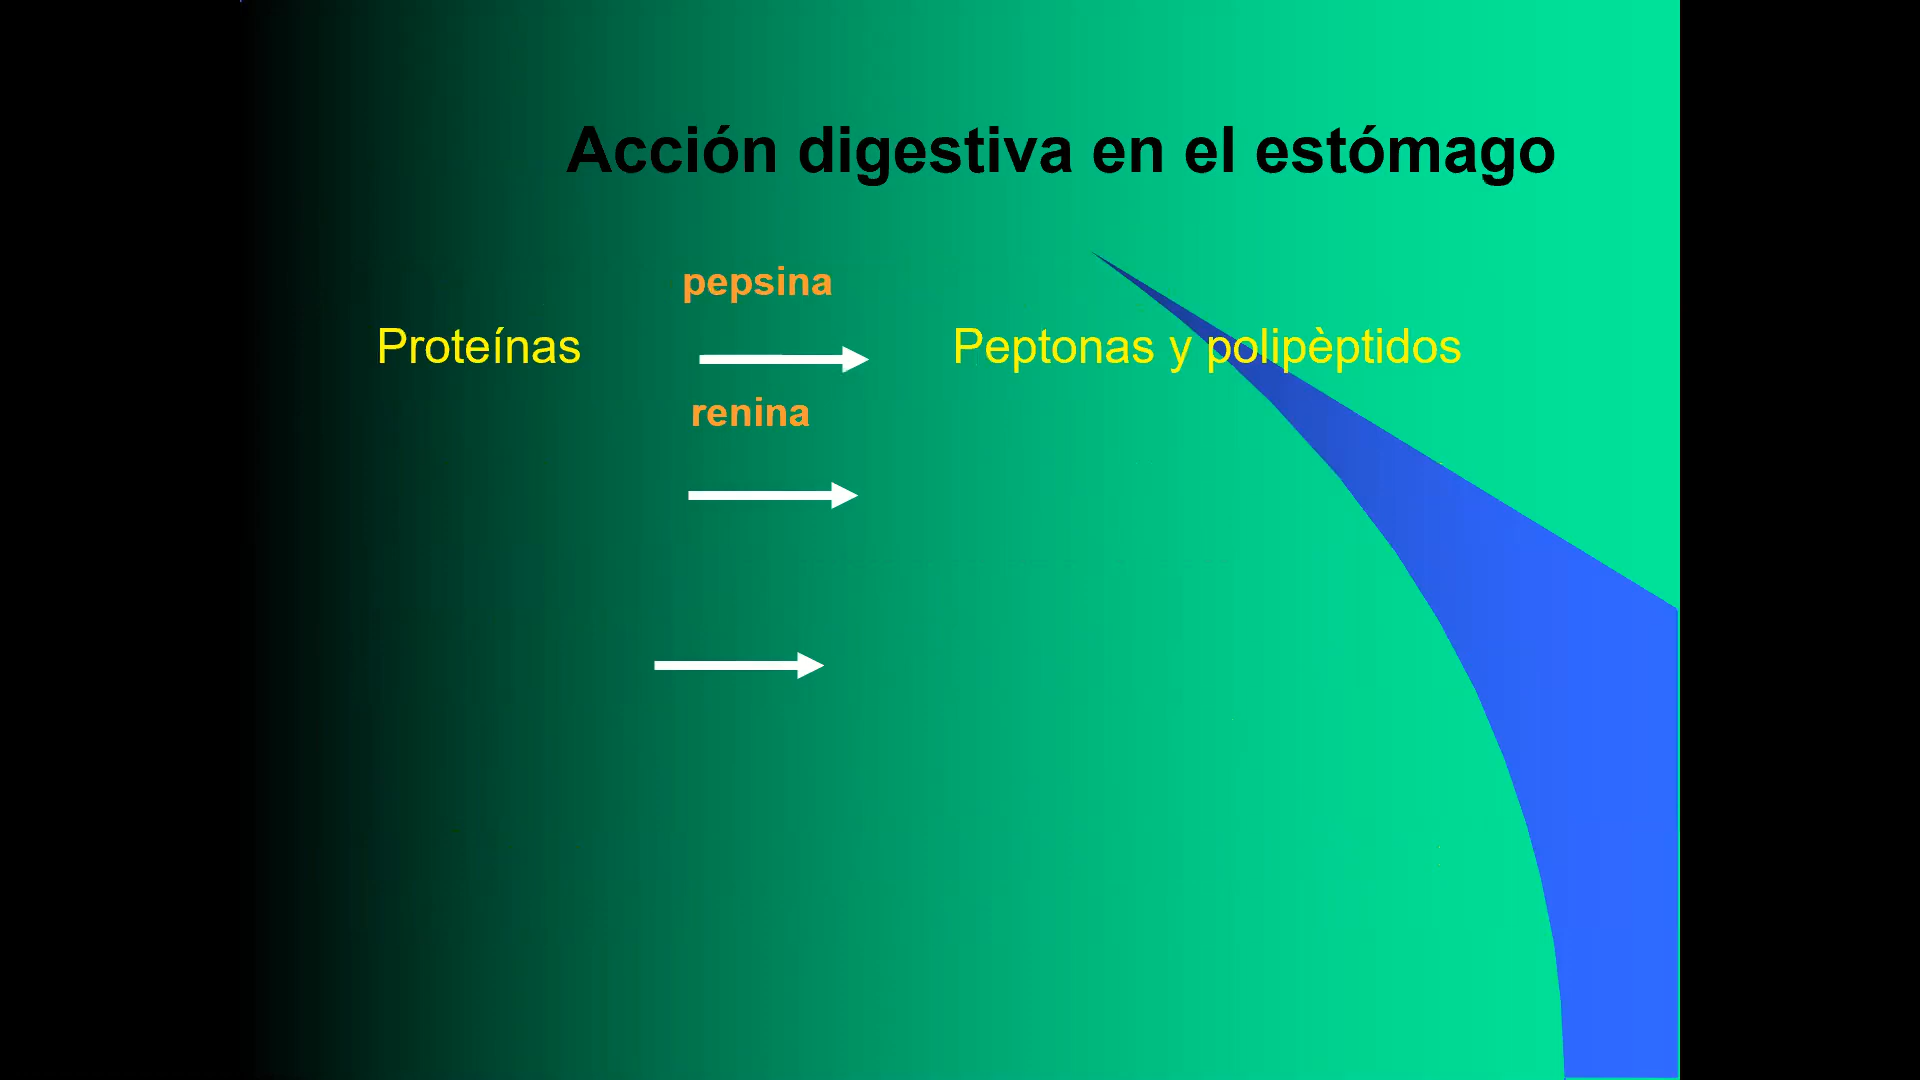 Acción digestiva en el estómago
pepsina
Proteínas
Peptonas y polipèptidos
renina